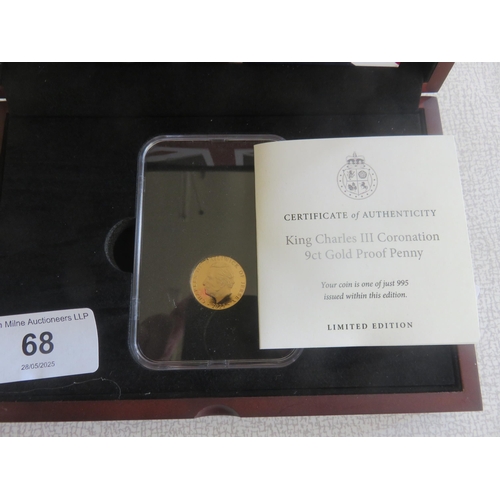 CERTIFICATE of AUTHENTICITY
King Charles III Coronation
9ct Gold Proof Penny
Your coin is one of just 995
issued within this edition.
LIMITED EDITION
Milne Auctioneers LLP
68
28/05/2025